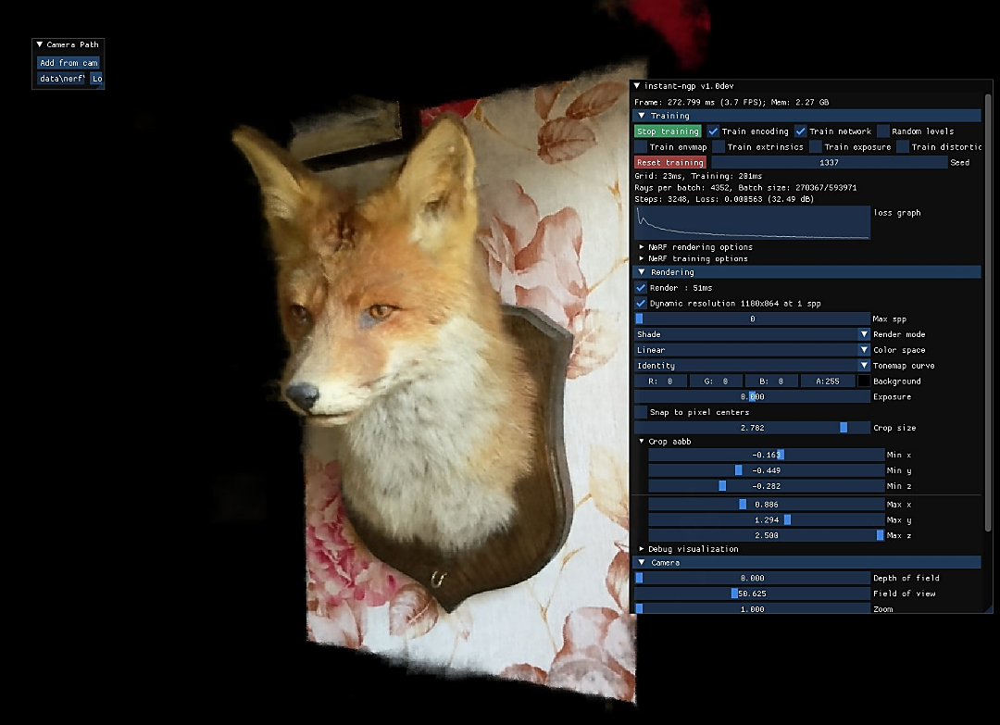 Camera Path
Add from cam
data\nerf\ Lo
instant-ngp v1.0dev
Frame: 272.799 ms (3.7 FPS); Mem: 2.27 GB
Training
Stop training Train encoding Train network Random levels
Train envmap Train extrinsics Train exposure Train distortic
Reset training 1337 Seed
Grid: 23ms, Training: 201ms
Rays per batch: 4352, Batch size: 270367/593971
Steps: 3248, Loss: 0.000563 (32.49 dB)
loss graph
NeRF rendering options
NeRF training options
Rendering
Render : 51ms
Dynamic resolution 1180x864 at 1 spp
0 Max spp
Shade Render mode
Linear Color space
Identity Tonemap curve
R: 0 G: 0 B: 0 A:255 Background
0.000 Exposure
Snap to pixel centers
2.782 Crop size
Crop aabb
-0.163 Min x
-0.449 Min y
-0.282 Min z
0.886 Max x
1.294 Max y
2.500 Max z
Debug visualization
Camera
0.000 Depth of field
50.625 Field of view
1.000 Zoom